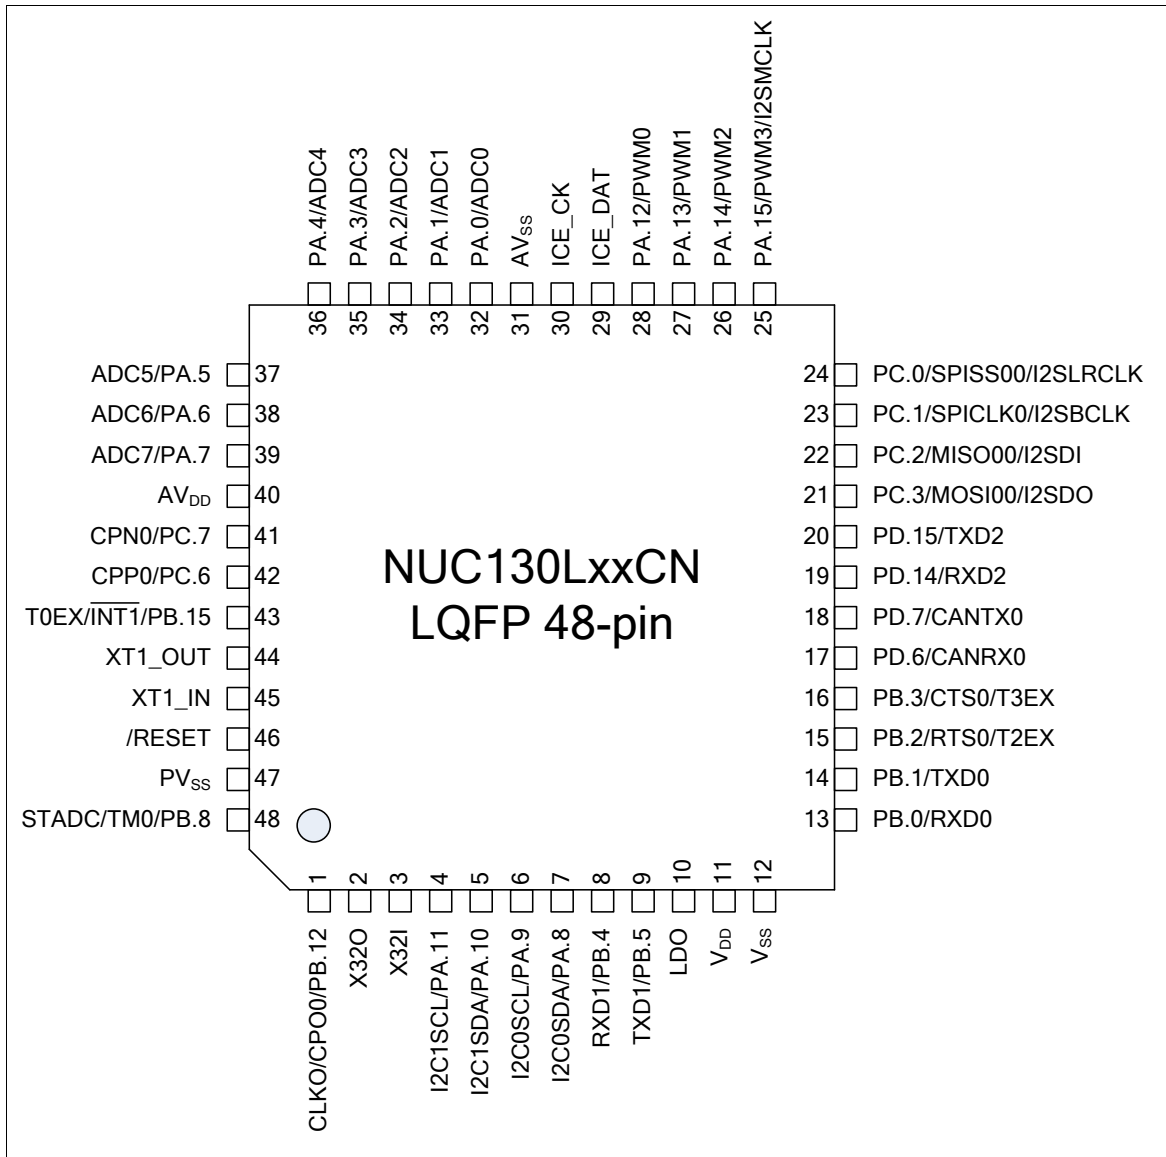 PA.4/ADC4
PA.3/ADC3
PA.2/ADC2
PA.1/ADC1
PA.0/ADC0
AVSS
ICE_CK
ICE_DAT
PA.12/PWM0
PA.13/PWM1
PA.14/PWM2
PA.15/PWM3/I2SMCLK
36
35
34
33
32
31
30
29
28
27
26
25
ADC5/PA.5 37
ADC6/PA.6 38
ADC7/PA.7 39
AVDD 40
CPN0/PC.7 41
CPP0/PC.6 42
T0EX/INT1/PB.15 43
XT1_OUT 44
XT1_IN 45
/RESET 46
PVSS 47
STADC/TM0/PB.8 48
NUC130LxxCN
LQFP 48-pin
24 PC.0/SPISS00/I2SLRCLK
23 PC.1/SPICLK0/I2SBCLK
22 PC.2/MISO00/I2SDI
21 PC.3/MOSI00/I2SDO
20 PD.15/TXD2
19 PD.14/RXD2
18 PD.7/CANTX0
17 PD.6/CANRX0
16 PB.3/CTS0/T3EX
15 PB.2/RTS0/T2EX
14 PB.1/TXD0
13 PB.0/RXD0
1
2
3
4
5
6
7
8
9
10
11
12
CLKO/CPO0/PB.12
X32O
X32I
I2C1SCL/PA.11
I2C1SDA/PA.10
I2C0SCL/PA.9
I2C0SDA/PA.8
RXD1/PB.4
TXD1/PB.5
LDO
VDD
VSS